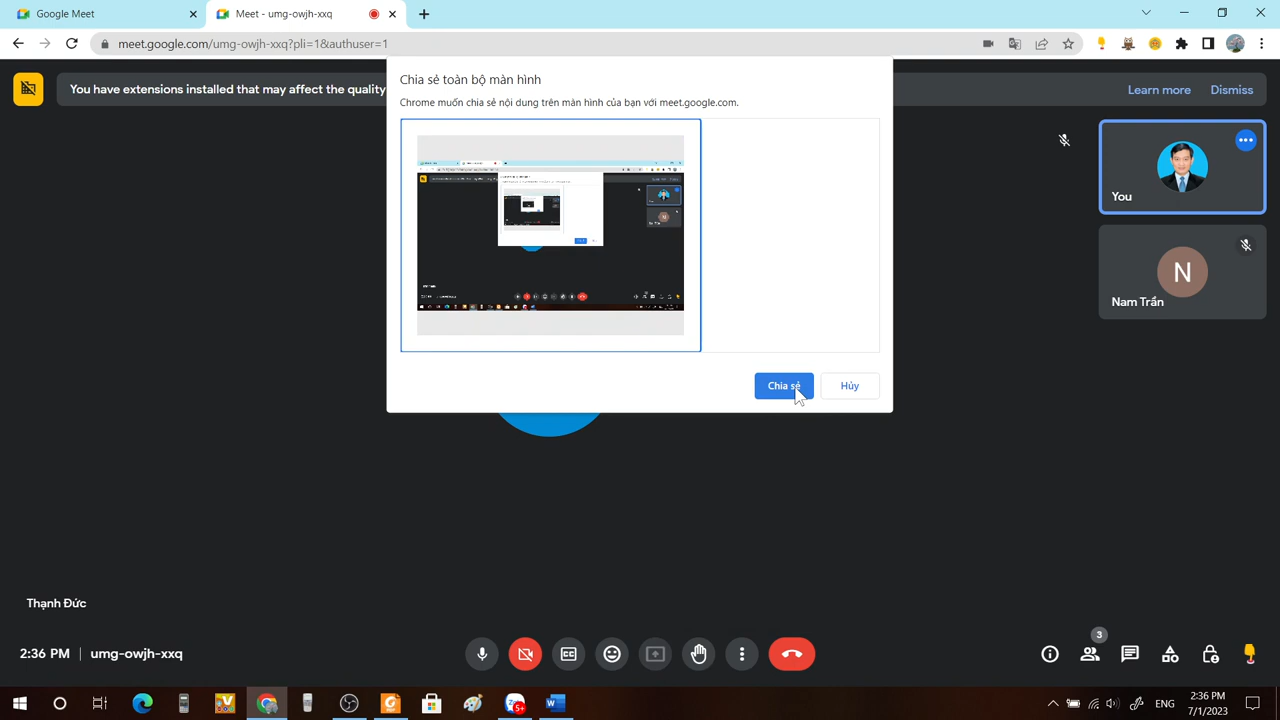 Google Meet
Meet - umg-owjh-xxq
meet.google.com/umg-owjh-xxq?pli=1&authuser=1
You have extensions installed that may affect the quality
Learn more
Dismiss
Chia sẻ toàn bộ màn hình
Chrome muốn chia sẻ nội dung trên màn hình của bạn với meet.google.com.
Chia sẻ
Hủy
You
N
Nam Trần
Thạnh Đức
2:36 PM | umg-owjh-xxq
3
5+
ENG
2:36 PM
7/1/2023